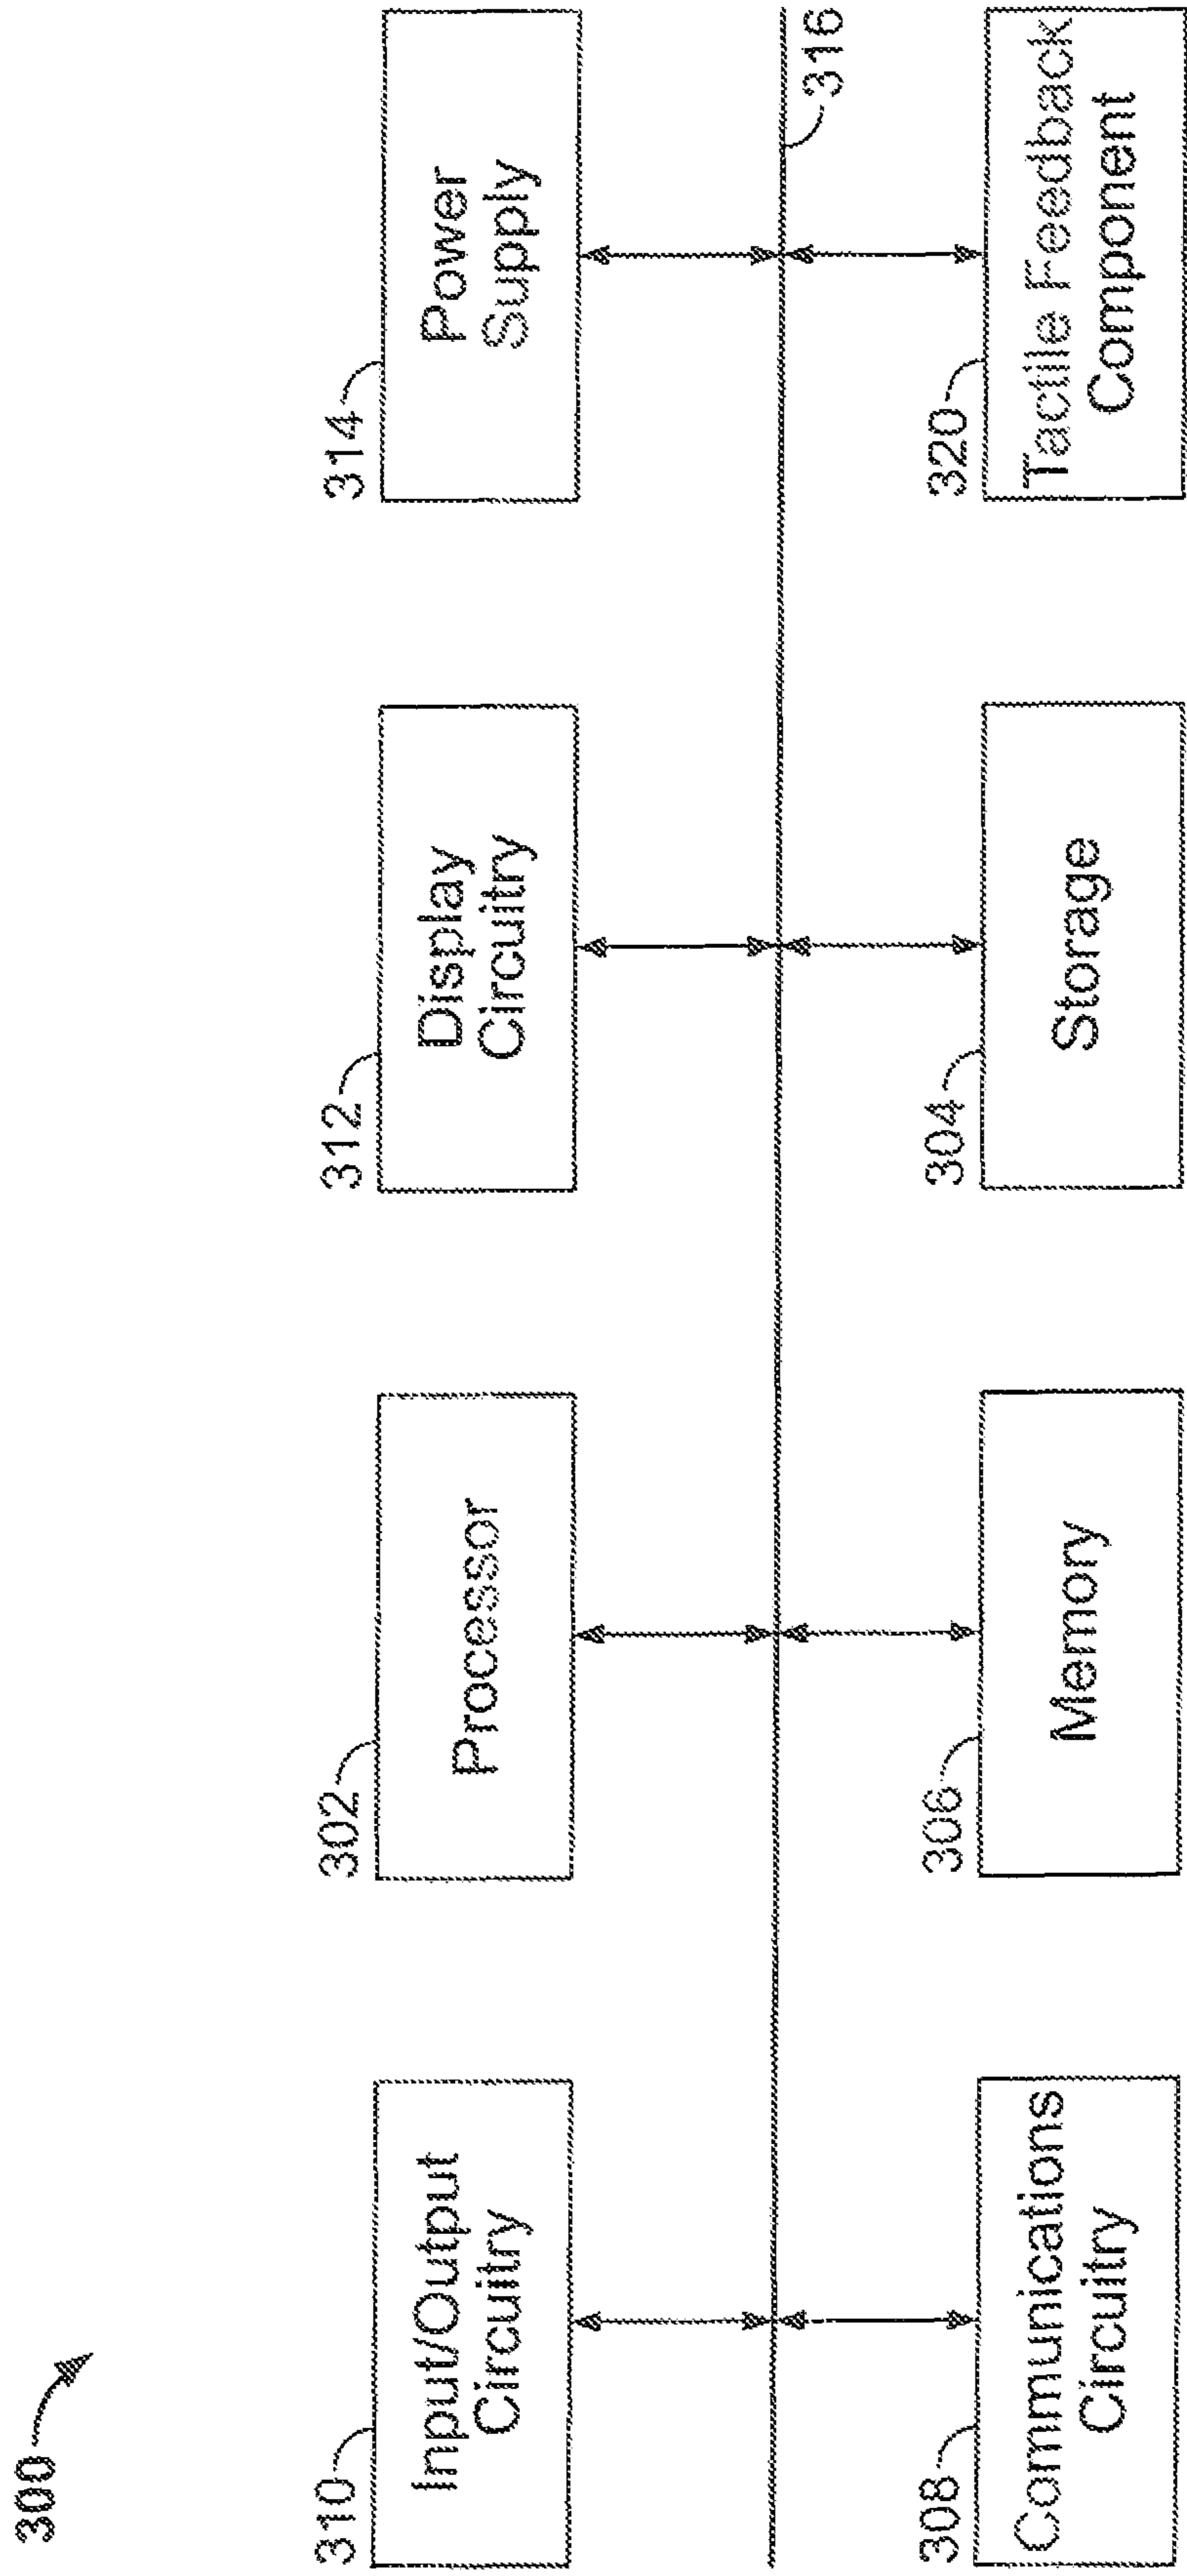 300
310
Input/Output
Circuitry
302
Processor
312
Display
Circuitry
314
Power
Supply
316
308
Communications
Circuitry
306
Memory
304
Storage
320
Tactile Feedback
Component